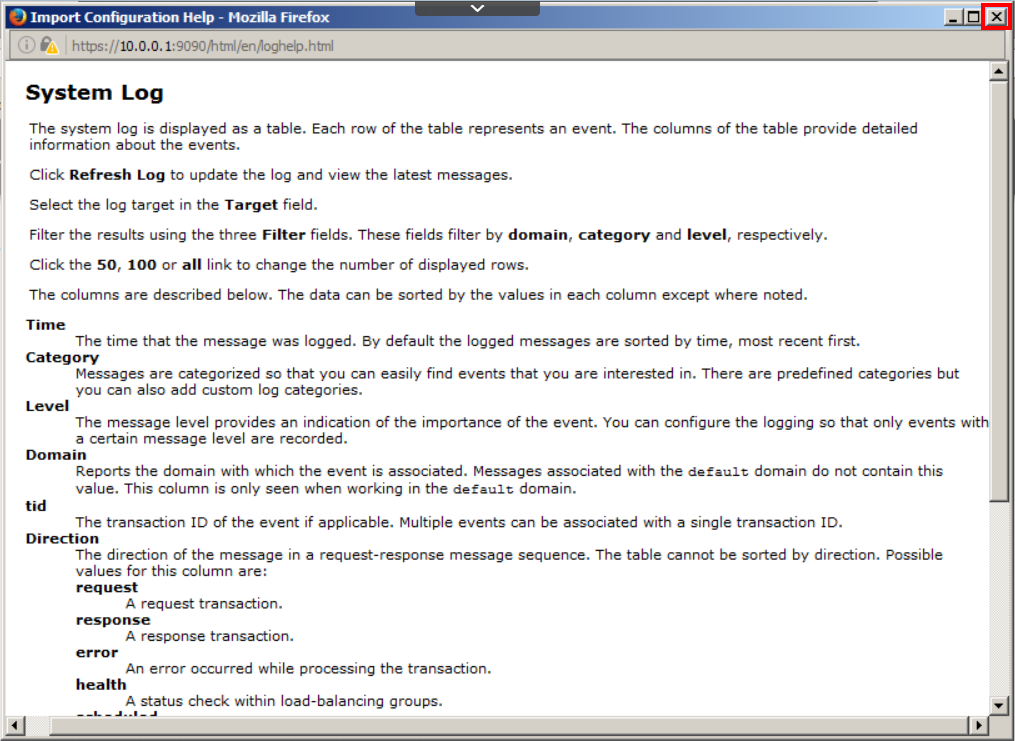 Import Configuration Help - Mozilla Firefox
https://10.0.0.1:9090/html/en/loghelp.html
System Log
The system log is displayed as a table. Each row of the table represents an event. The columns of the table provide detailed
information about the events.
Click Refresh Log to update the log and view the latest messages.
Select the log target in the Target field.
Filter the results using the three Filter fields. These fields filter by domain, category and level, respectively.
Click the 50, 100 or all link to change the number of displayed rows.
The columns are described below. The data can be sorted by the values in each column except where noted.
Time
The time that the message was logged. By default the logged messages are sorted by time, most recent first.
Category
Messages are categorized so that you can easily find events that you are interested in. There are predefined categories but
you can also add custom log categories.
Level
The message level provides an indication of the importance of the event. You can configure the logging so that only events with
a certain message level are recorded.
Domain
Reports the domain with which the event is associated. Messages associated with the default domain do not contain this
value. This column is only seen when working in the default domain.
tid
The transaction ID of the event if applicable. Multiple events can be associated with a single transaction ID.
Direction
The direction of the message in a request-response message sequence. The table cannot be sorted by direction. Possible
values for this column are:
request
A request transaction.
response
A response transaction.
error
An error occurred while processing the transaction.
health
A status check within load-balancing groups.